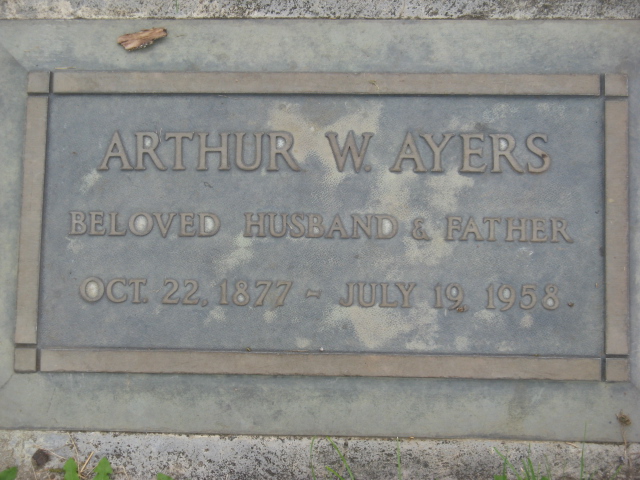 ARTHUR W. AYERS
BELOVED HUSBAND & FATHER
OCT. 22, 1877 - JULY 19, 1958